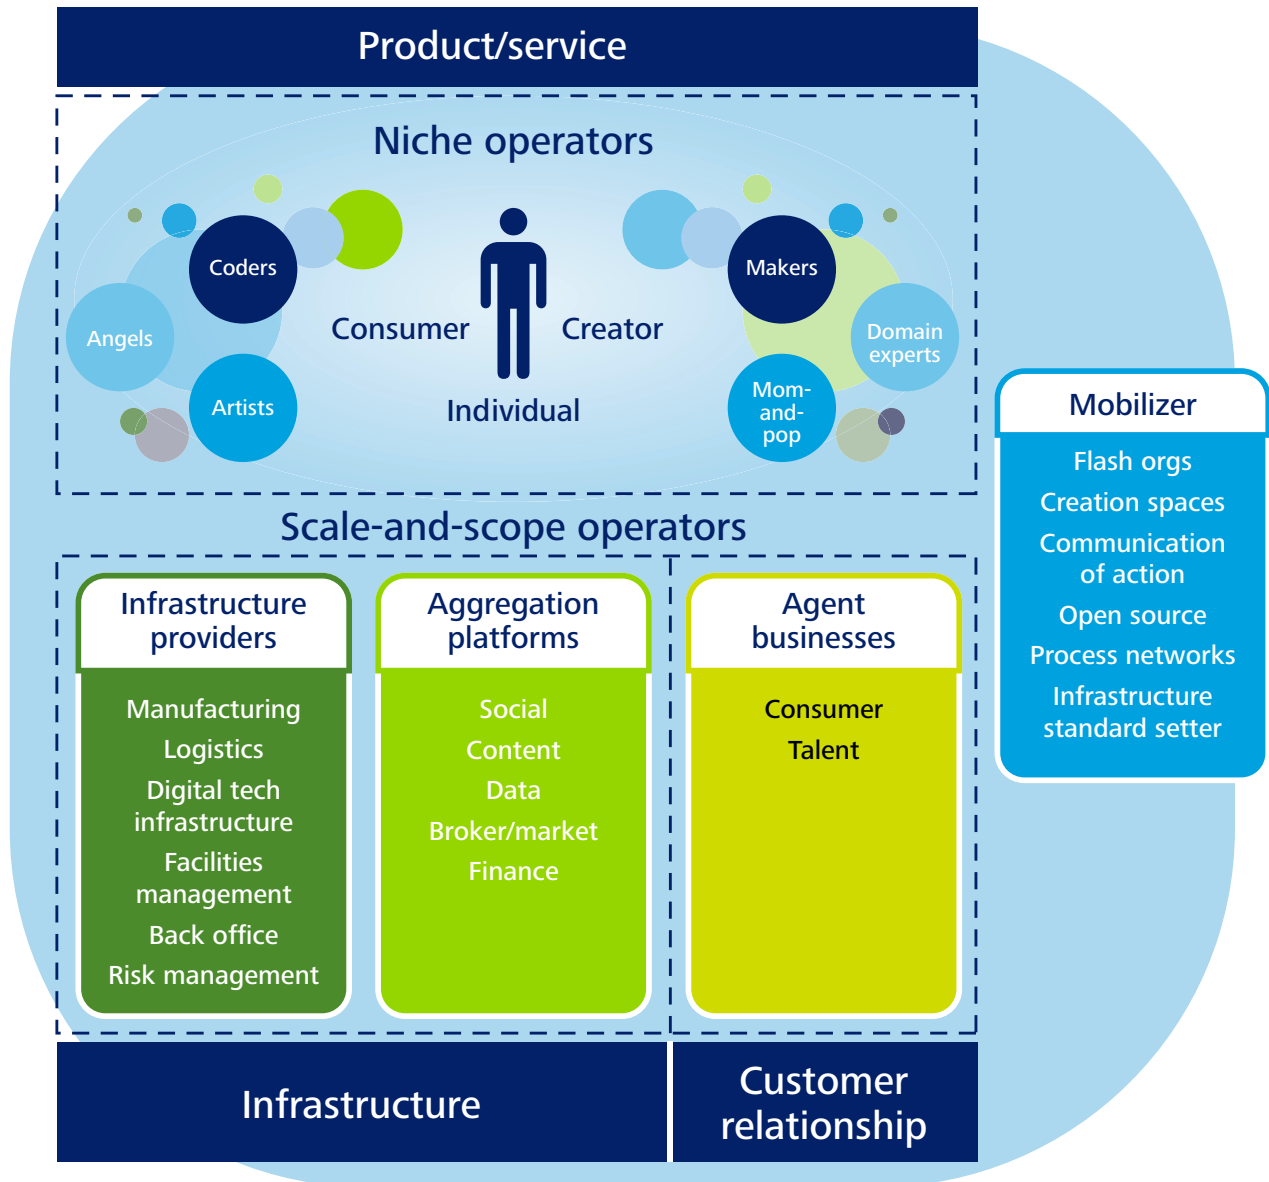 Product/service
Niche operators
Coders
Angels
Artists
Consumer
Creator
Individual
Makers
Domain
experts
Mom-
and-
pop
Mobilizer
Flash orgs
Creation spaces
Communication
of action
Open source
Process networks
Infrastructure
standard setter
Scale-and-scope operators
Infrastructure
providers
Manufacturing
Logistics
Digital tech
infrastructure
Facilities
management
Back office
Risk management
Aggregation
platforms
Social
Content
Data
Broker/market
Finance
Agent
businesses
Consumer
Talent
Infrastructure
Customer
relationship